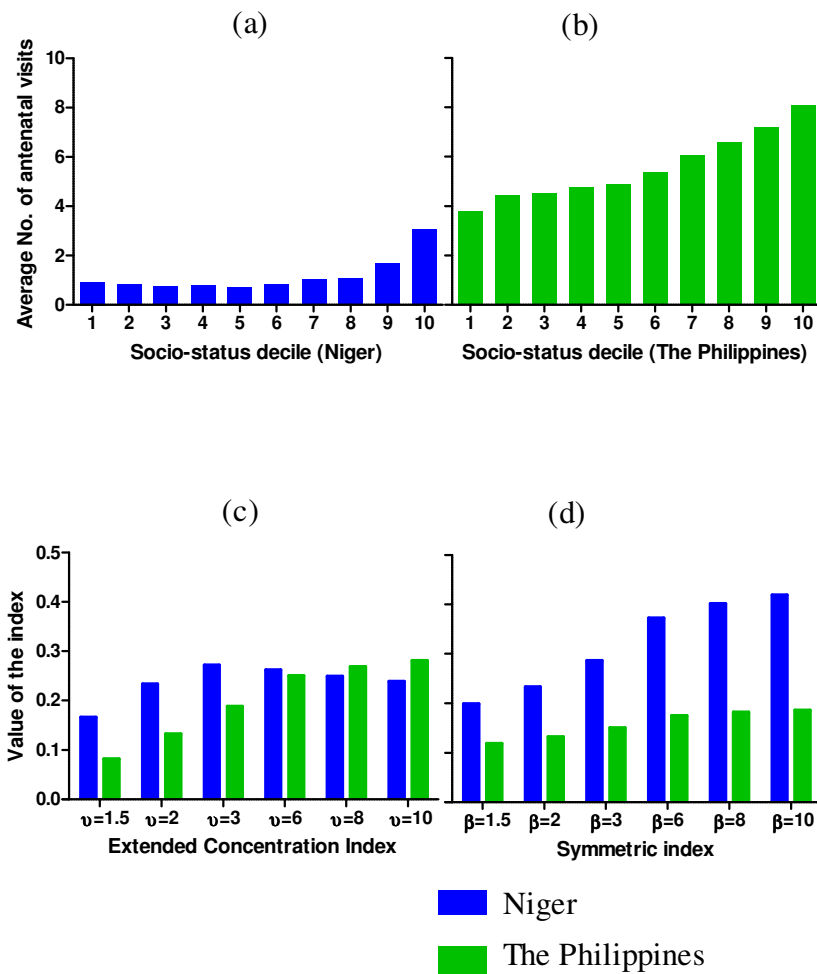 (a)
(b)
Average No. of antenatal visits
10
8
6
4
2
0
1 2 3 4 5 6 7 8 9 10
1 2 3 4 5 6 7 8 9 10
Socio-status decile (Niger)
Socio-status decile (The Philippines)
(c)
(d)
Value of the index
0.5
0.4
0.3
0.2
0.1
0.0
υ=1.5 υ=2 υ=3 υ=6 υ=8 υ=10
β=1.5 β=2 β=3 β=6 β=8 β=10
Extended Concentration Index
Symmetric index
Niger
The Philippines